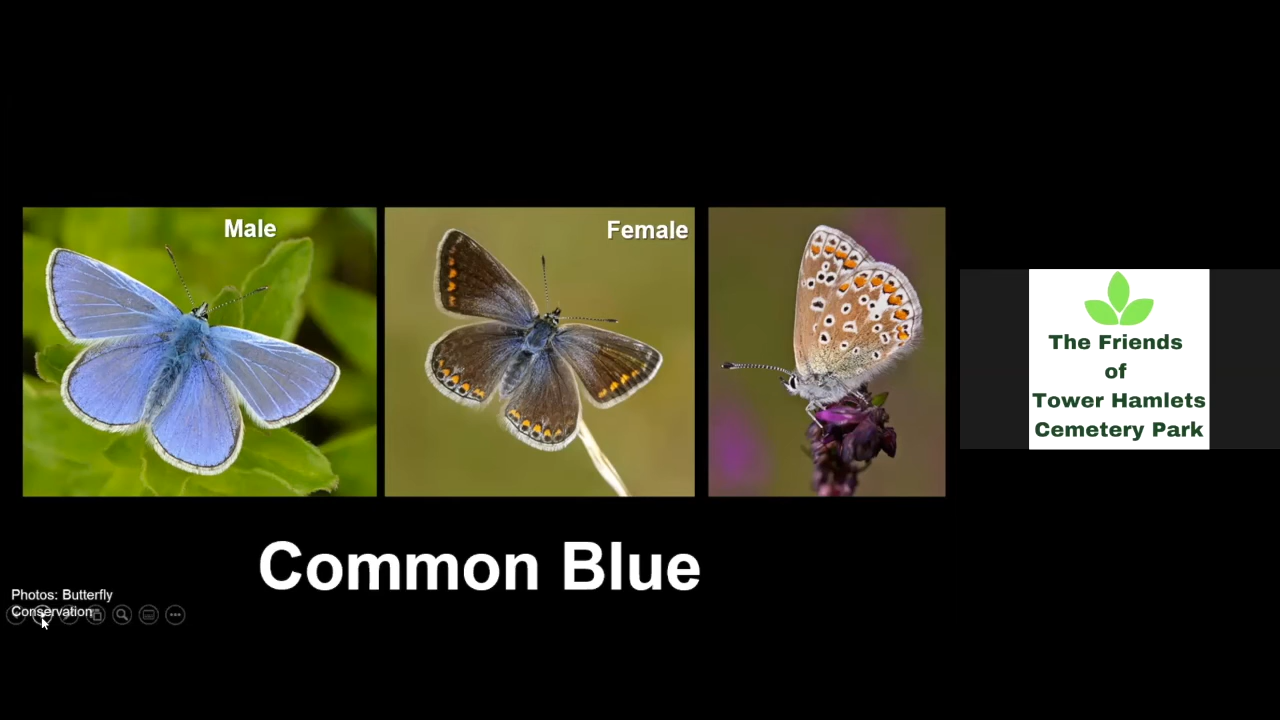 Male
Female
The Friends
of
Tower Hamlets
Cemetery Park
Common Blue
Photos: Butterfly
Conservation